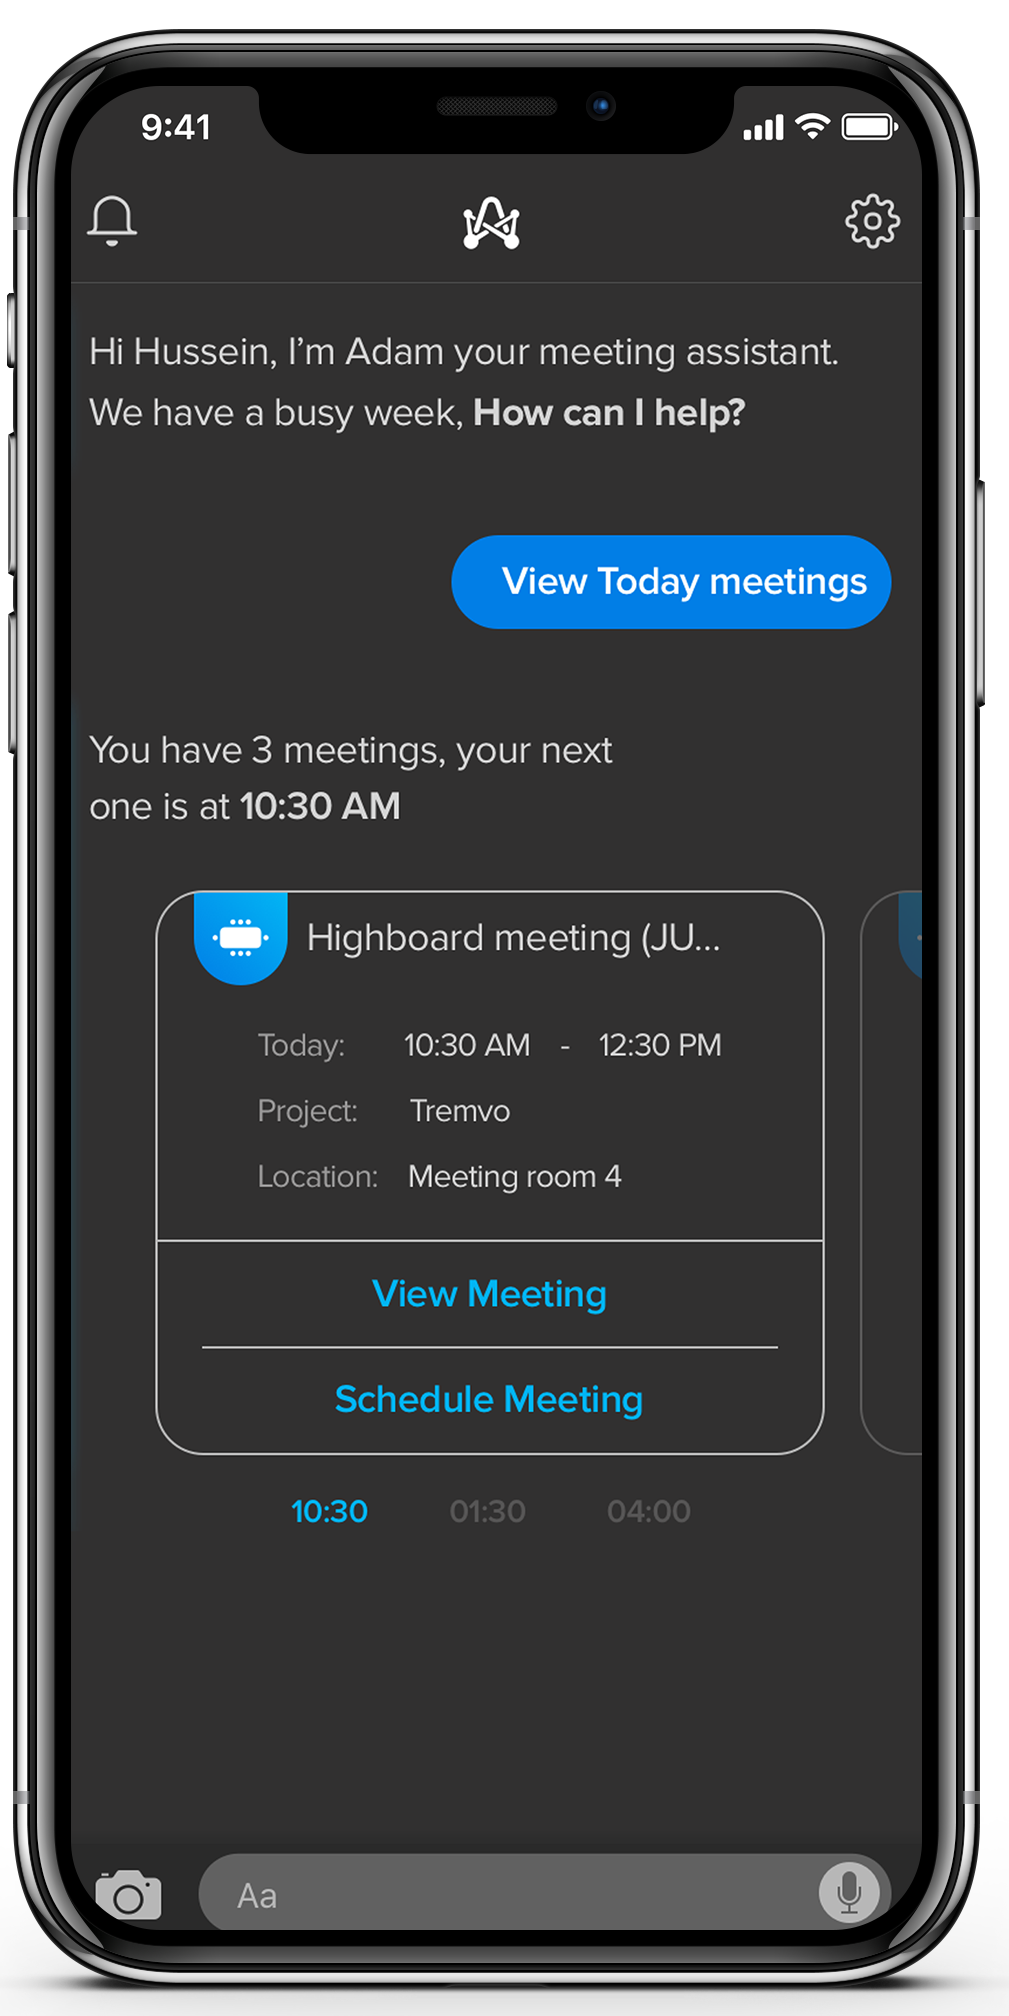 9:41
Hi Hussein, I’m Adam your meeting assistant.
We have a busy week, How can I help?
View Today meetings
You have 3 meetings, your next
one is at 10:30 AM
Highboard meeting (JU...
Today: 10:30 AM - 12:30 PM
Project: Tremvo
Location: Meeting room 4
View Meeting
Schedule Meeting
10:30 01:30 04:00
Aa